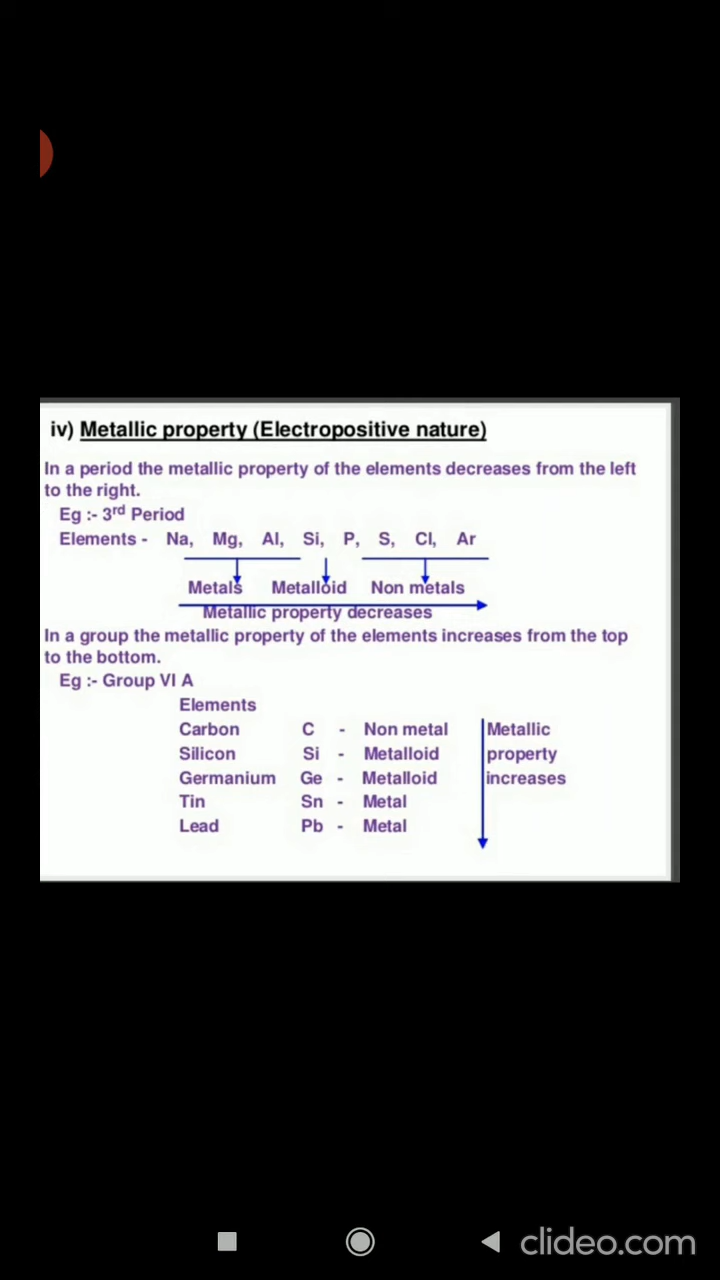 iv) Metallic property (Electropositive nature)
In a period the metallic property of the elements decreases from the left
to the right.
Eg :- 3rd Period
Elements - Na, Mg, Al, Si, P, S, Cl, Ar
Metals Metalloid Non metals
Metallic property decreases
In a group the metallic property of the elements increases from the top
to the bottom.
Eg :- Group VI A
Elements
Carbon C - Non metal Metallic
Silicon Si - Metalloid property
Germanium Ge - Metalloid increases
Tin Sn - Metal
Lead Pb - Metal
clideo.com